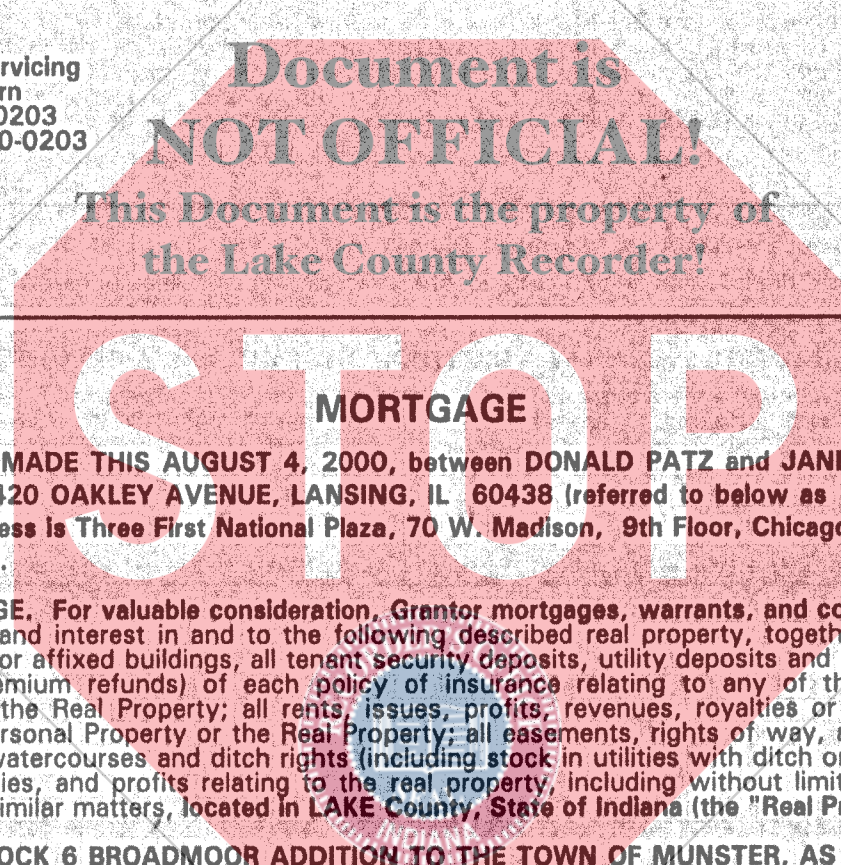 rvicing
rn
0203
0-0203
Document is
NOT OFFICIAL!
This Document is the property of
the Lake County Recorder!
STOP
MORTGAGE
MADE THIS AUGUST 4, 2000, between DONALD PATZ and JANI
420 OAKLEY AVENUE, LANSING, IL 60438 (referred to below as
ess is Three First National Plaza, 70 W. Madison, 9th Floor, Chicago
.
GE. For valuable consideration, Grantor mortgages, warrants, and co
and interest in and to the following described real property, togeth
or affixed buildings, all tenant security deposits, utility deposits and
emium refunds) of each policy of insurance relating to any of th
the Real Property; all rents, issues, profits, revenues, royalties or
rsonal Property or the Real Property; all easements, rights of way, a
watercourses and ditch rights (including stock in utilities with ditch or
ies, and profits relating to the real property, including without limit
imilar matters, located in LAKE County, State of Indiana (the "Real Pr
INDIANA
OCK 6 BROADMOOR ADDITION TO THE TOWN OF MUNSTER, AS